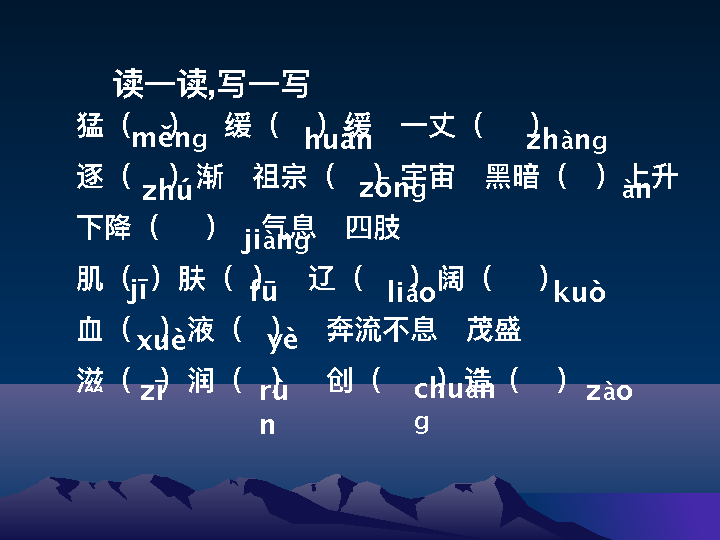 读一读,写一写
猛（měng）缓（huǎn）缓 一丈（zhàng）
逐（zhú）渐 祖宗（zōng）宇宙 黑暗（àn）上升
下降（jiàng）气息 四肢
肌（jī）肤（fū）辽（liáo）阔（kuò）
血（xuè）液（yè）奔流不息 茂盛
滋（zī）润（rùn）创（chuàng）造（zào）